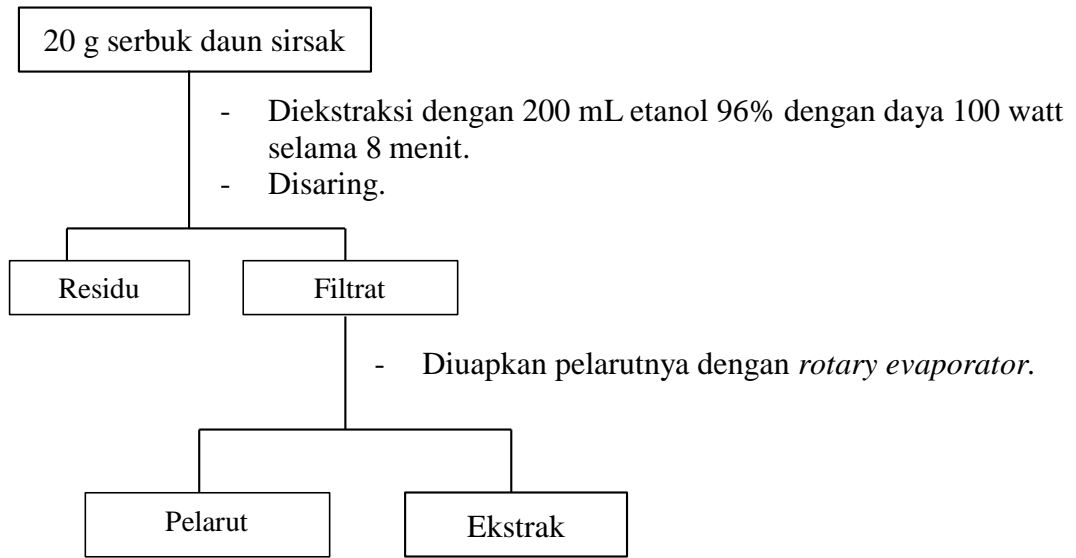 20 g serbuk daun sirsak
- Diekstraksi dengan 200 mL etanol 96% dengan daya 100 watt
selama 8 menit.
- Disaring.
Residu
Filtrat
- Diuapkan pelarutnya dengan rotary evaporator.
Pelarut
Ekstrak